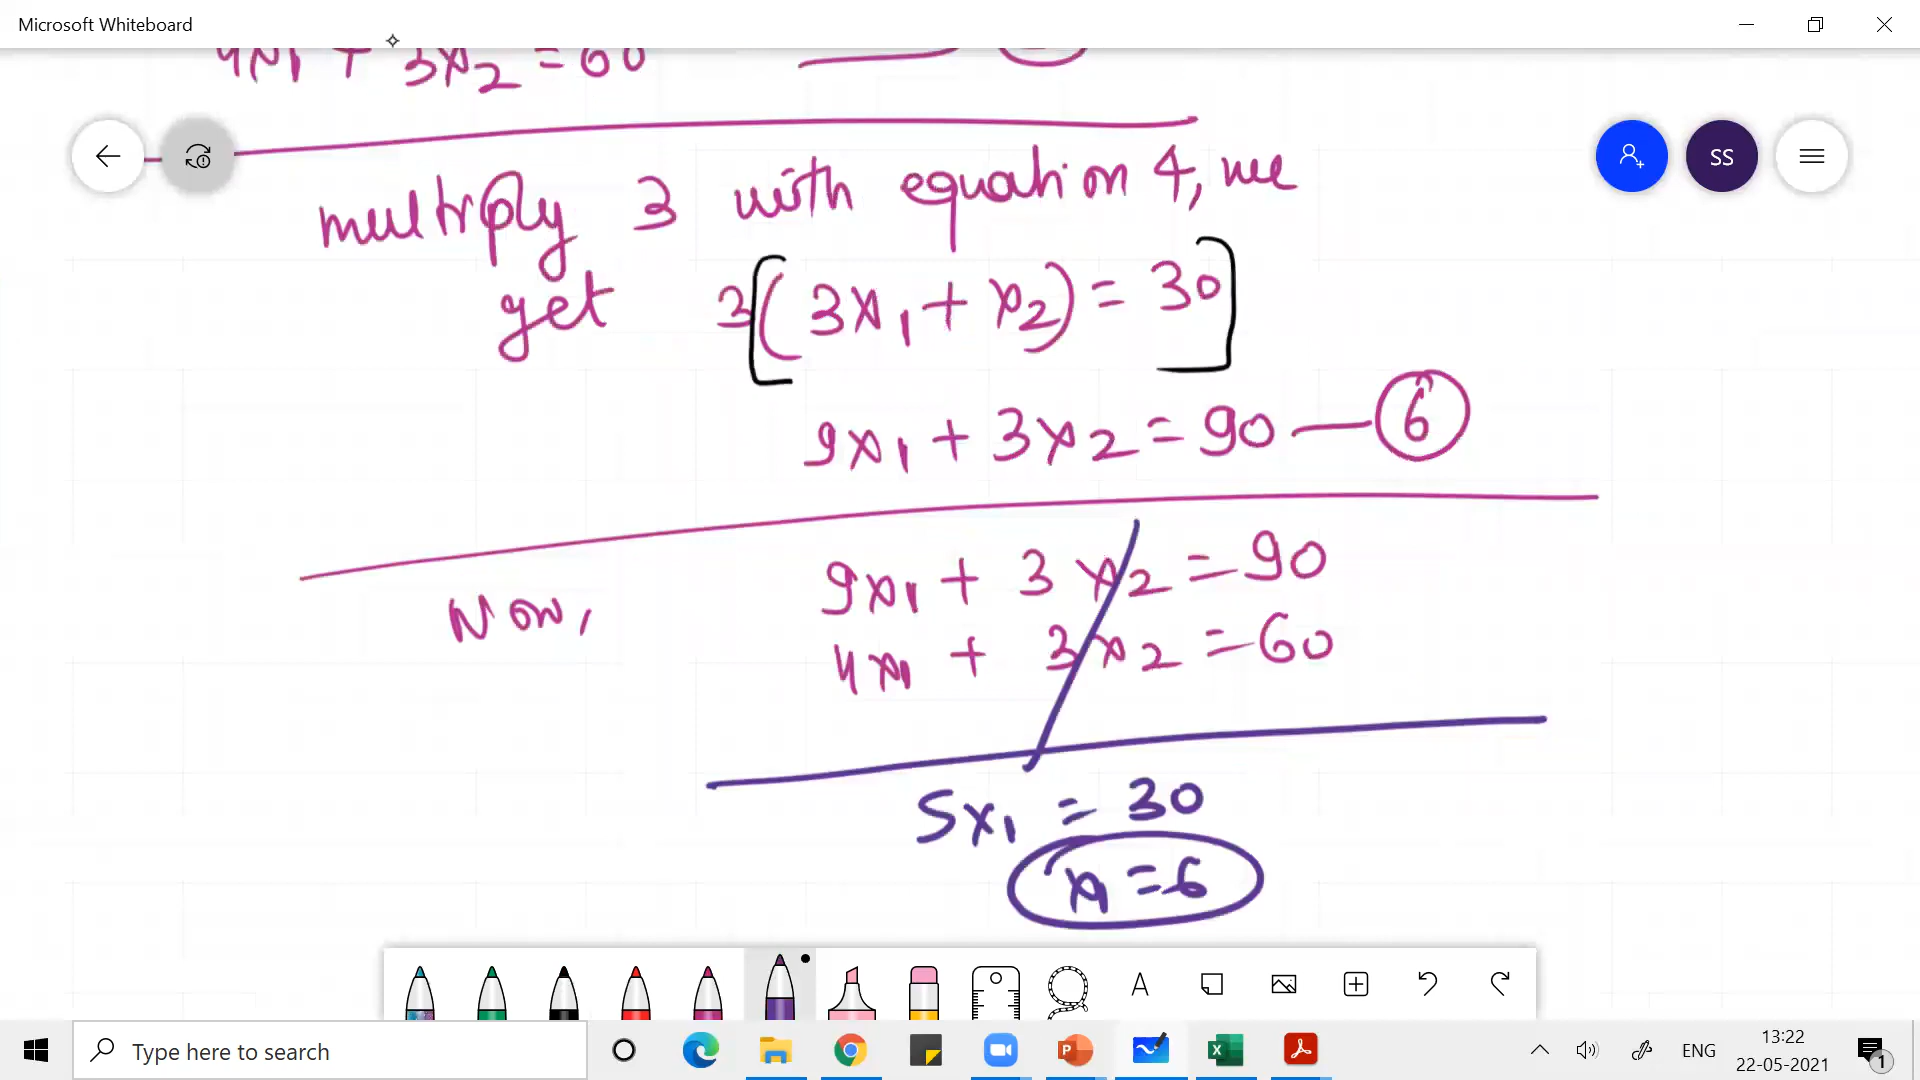 Microsoft Whiteboard
4x1 + 3x2 = 60
SS
multiply 3 with equation 4, we
get 3[(3x1 + x2) = 30]
9x1 + 3x2 = 90 — 6
Now, 9x1 + 3x2 = 90
4x1 + 3x2 = 60
5x1 = 30
x1 = 6
A
Type here to search
ENG
13:22
22-05-2021
1